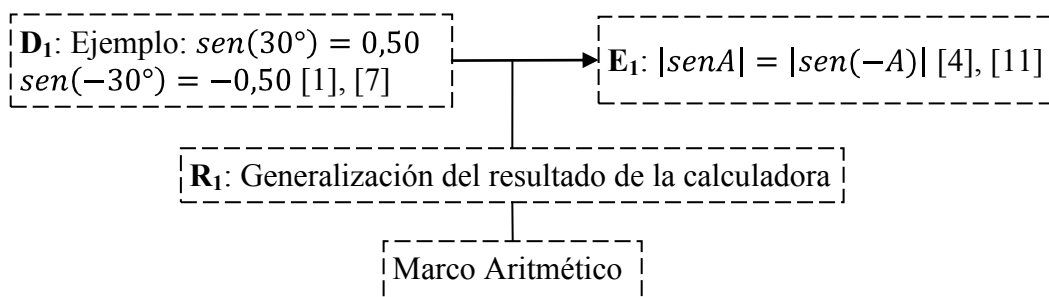 D₁: Ejemplo: sen(30°) = 0,50
sen(−30°) = −0,50 [1], [7]
E₁: |senA| = |sen(−A)| [4], [11]
R₁: Generalización del resultado de la calculadora
Marco Aritmético